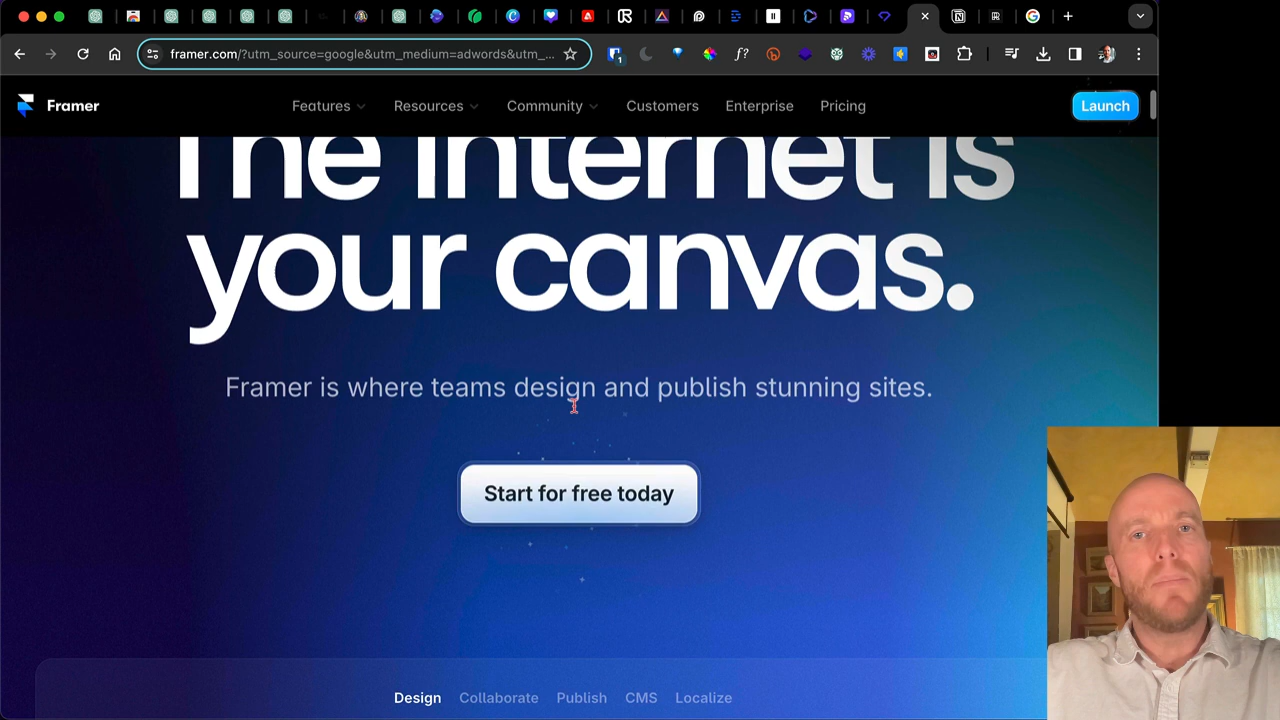 framer.com/?utm_source=google&utm_medium=adwords&utm_...
1
Framer
Features
Resources
Community
Customers
Enterprise
Pricing
Launch
The internet is
your canvas.
Framer is where teams design and publish stunning sites.
Start for free today
Design
Collaborate
Publish
CMS
Localize